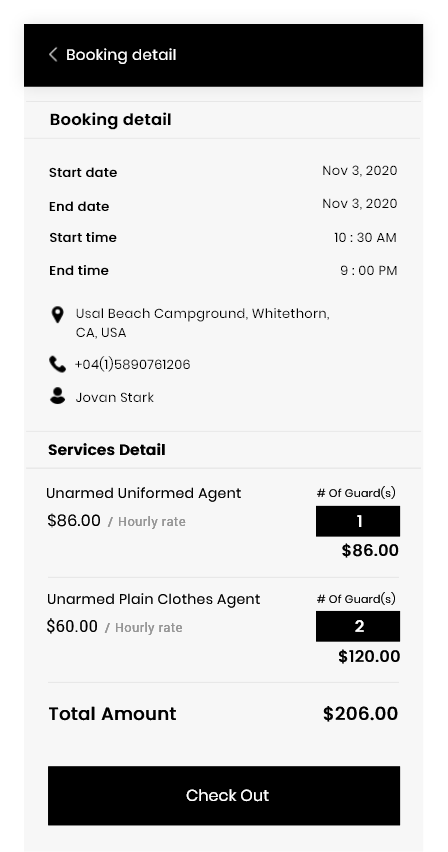 Booking detail
Booking detail
Start date Nov 3, 2020
End date Nov 3, 2020
Start time 10 : 30 AM
End time 9 : 00 PM
Usal Beach Campground, Whitethorn,
CA, USA
+04(1)5890761206
Jovan Stark
Services Detail
Unarmed Uniformed Agent # Of Guard(s)
$86.00 / Hourly rate 1
$86.00
Unarmed Plain Clothes Agent # Of Guard(s)
$60.00 / Hourly rate 2
$120.00
Total Amount $206.00
Check Out